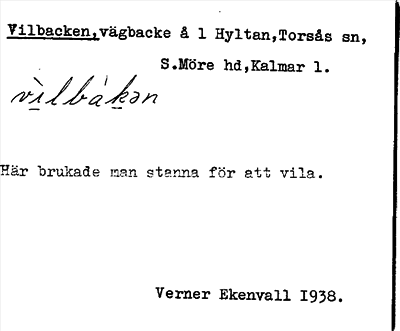 Vilbacken, vägbacke å 1 Hyltan, Torsås sn,
S.Möre hd, Kalmar l.
vìlbákən
Här brukade man stanna för att vila.
Verner Ekenvall 1938.